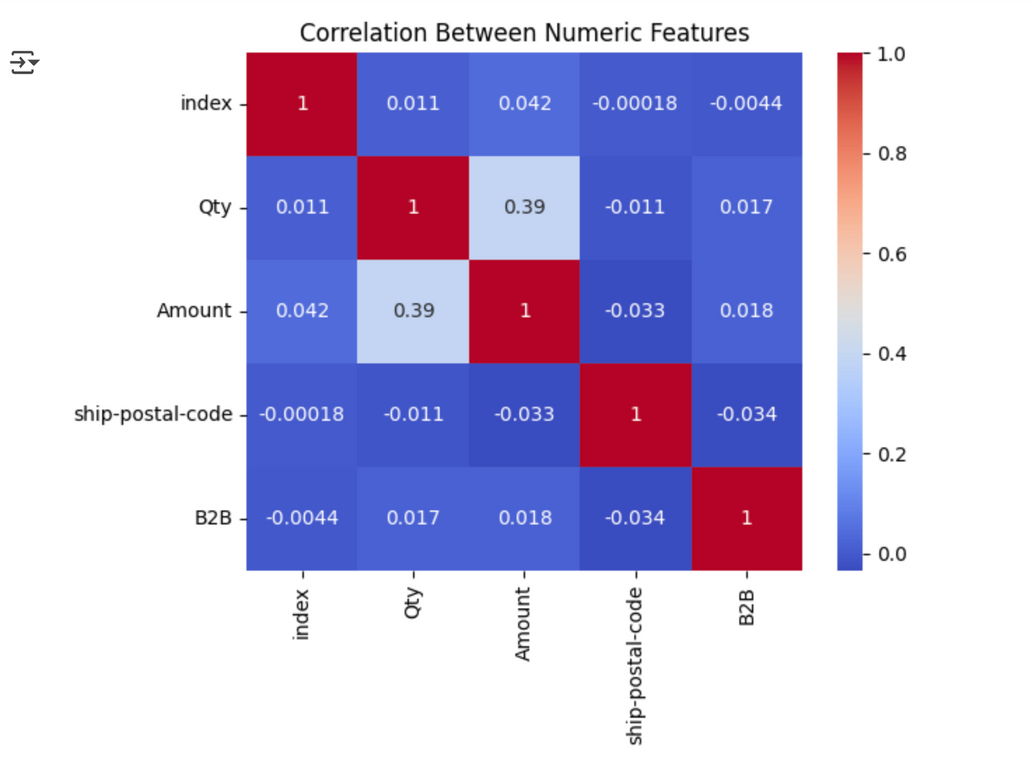 Correlation Between Numeric Features
index 1 0.011 0.042 -0.00018 -0.0044
Qty 0.011 1 0.39 -0.011 0.017
Amount 0.042 0.39 1 -0.033 0.018
ship-postal-code -0.00018 -0.011 -0.033 1 -0.034
B2B -0.0044 0.017 0.018 -0.034 1
index Qty Amount ship-postal-code B2B
1.0
0.8
0.6
0.4
0.2
0.0